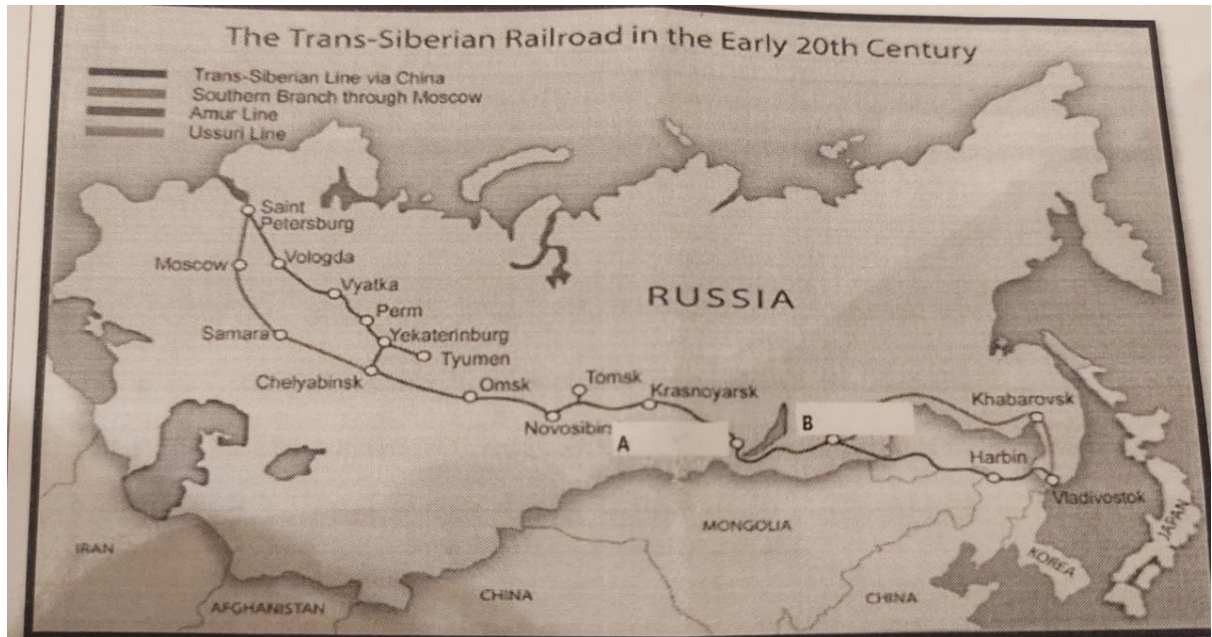 The Trans-Siberian Railroad in the Early 20th Century
Trans-Siberian Line via China
Southern Branch through Moscow
Amur Line
Ussuri Line
Saint
Petersburg
Moscow
Vologda
Vyatka
RUSSIA
Perm
Samara
Yekaterinburg
Tyumen
Chelyabinsk
Omsk
Tomsk
Krasnoyarsk
Khabarovsk
B
Novosibir
A
Harbin
Vladivostok
MONGOLIA
JAPAN
IRAN
KOREA
CHINA
CHINA
AFGHANISTAN